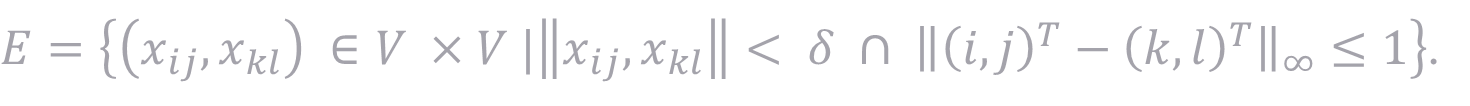 E = {(x_{ij}, x_{kl}) ∈ V × V |‖x_{ij}, x_{kl}‖ < δ ∩ ‖(i, j)^T − (k, l)^T‖_∞ ≤ 1}.